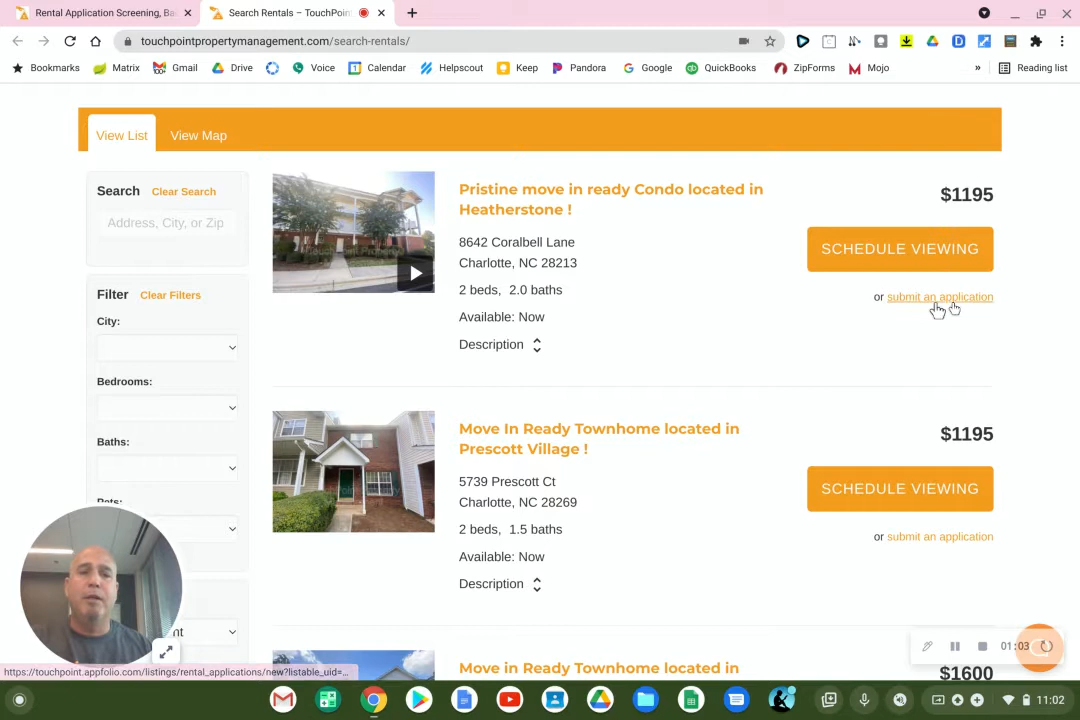 Rental Application Screening, Ba
Search Rentals – TouchPoin
touchpointpropertymanagement.com/search-rentals/
Bookmarks
Matrix
Gmail
Drive
Voice
Calendar
Helpscout
Keep
Pandora
Google
QuickBooks
ZipForms
Mojo
»
Reading list
View List
View Map
Search
Clear Search
Address, City, or Zip
Filter
Clear Filters
City:
Bedrooms:
Baths:
Pets:
nt
Pristine move in ready Condo located in
Heatherstone !
8642 Coralbell Lane
Charlotte, NC 28213
2 beds, 2.0 baths
Available: Now
Description
$1195
SCHEDULE VIEWING
or submit an application
Move In Ready Townhome located in
Prescott Village !
5739 Prescott Ct
Charlotte, NC 28269
2 beds, 1.5 baths
Available: Now
Description
$1195
SCHEDULE VIEWING
or submit an application
Move in Ready Townhome located in
$1600
01:03
https://touchpoint.appfolio.com/listings/rental_applications/new?listable_uid=...
11:02